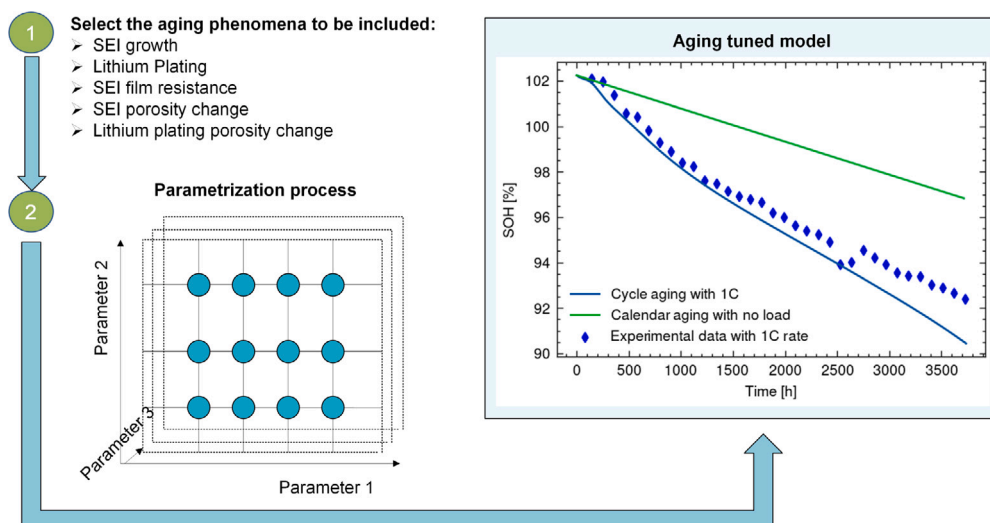 1
Select the aging phenomena to be included:
➢ SEI growth
➢ Lithium Plating
➢ SEI film resistance
➢ SEI porosity change
➢ Lithium plating porosity change
2
Parametrization process
Parameter 2
Parameter 3
Parameter 1
Aging tuned model
102
100
98
96
94
92
90
SOH [%]
Cycle aging with 1C
Calendar aging with no load
Experimental data with 1C rate
0 500 1000 1500 2000 2500 3000 3500
Time [h]